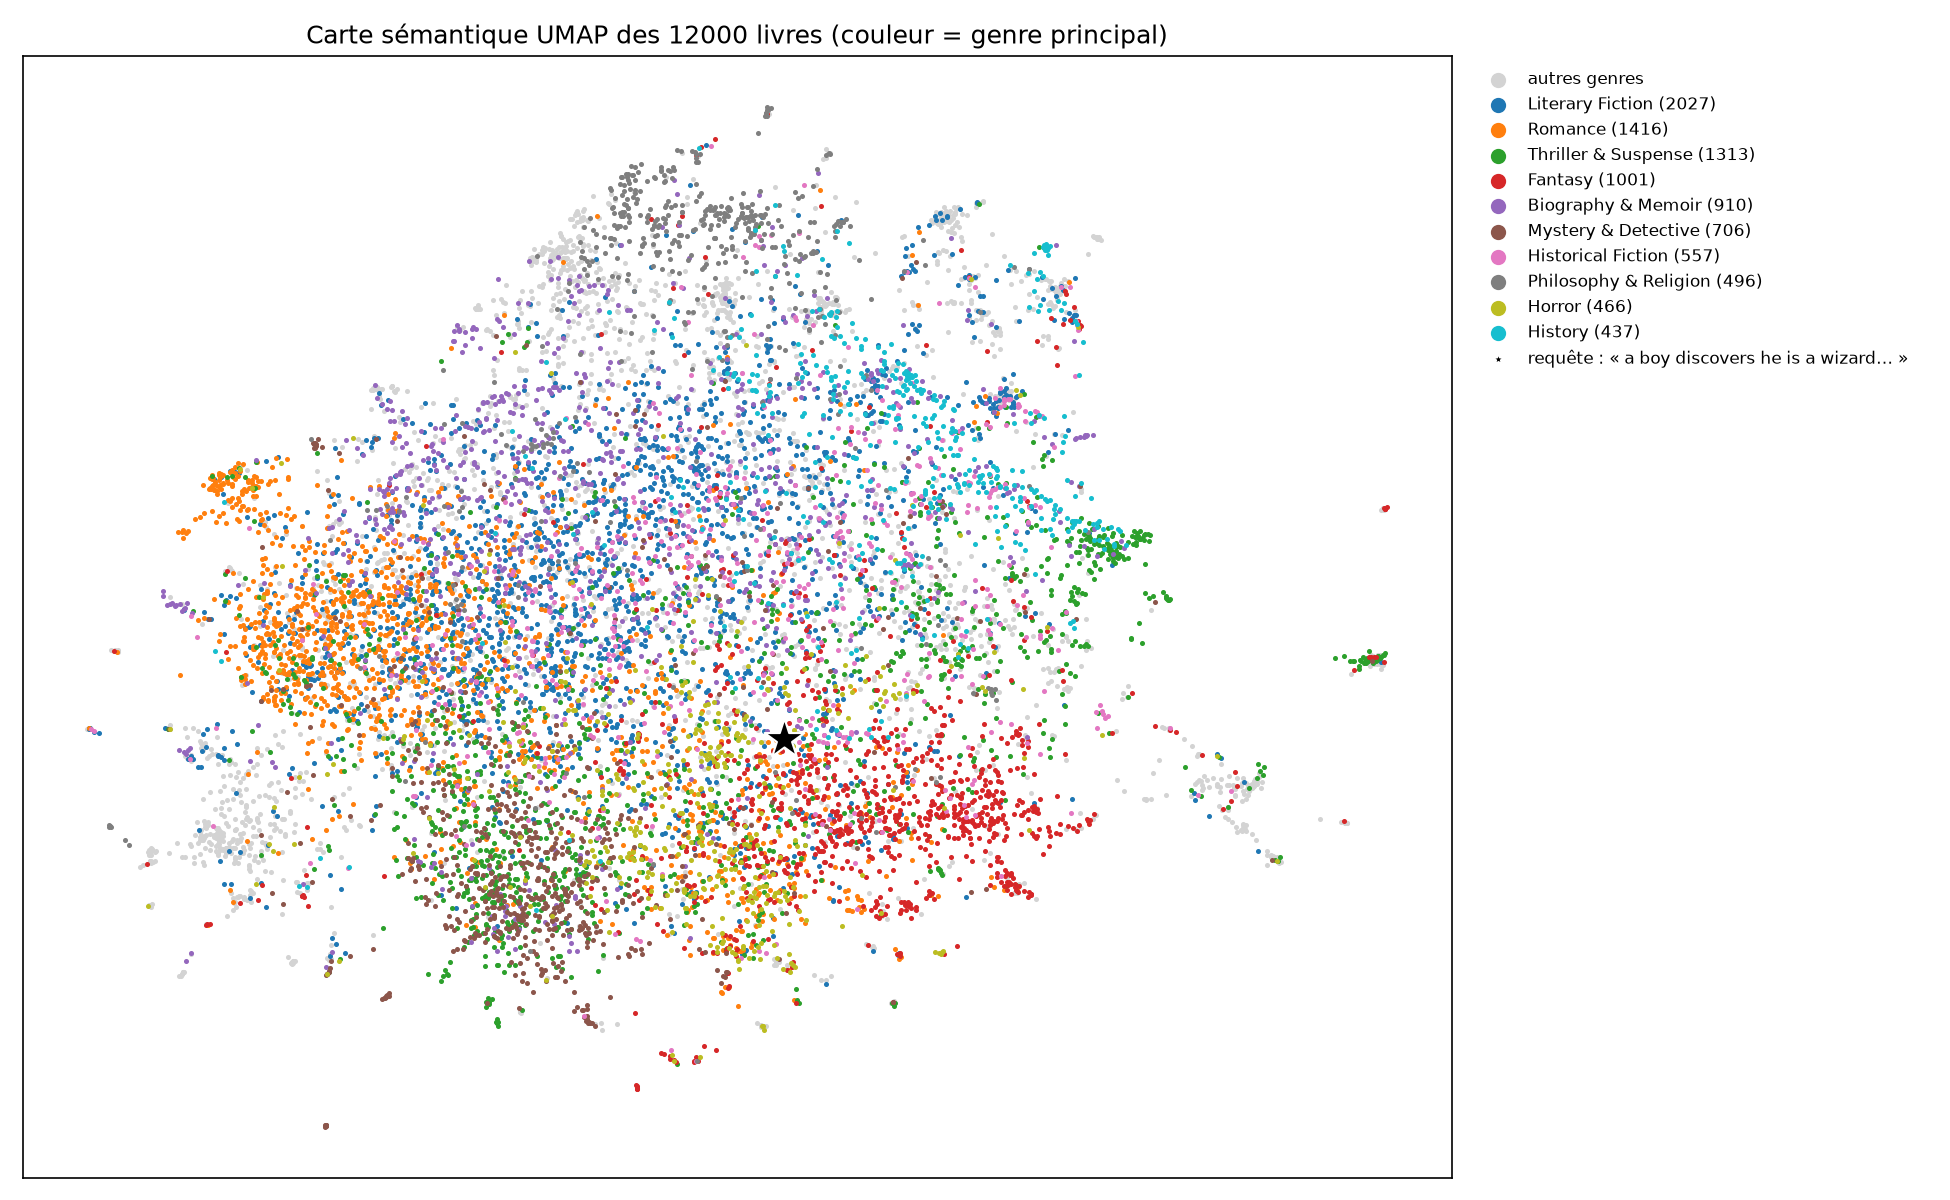 Carte sémantique UMAP des 12000 livres (couleur = genre principal)
autres genres
Literary Fiction (2027)
Romance (1416)
Thriller & Suspense (1313)
Fantasy (1001)
Biography & Memoir (910)
Mystery & Detective (706)
Historical Fiction (557)
Philosophy & Religion (496)
Horror (466)
History (437)
requête : « a boy discovers he is a wizard... »